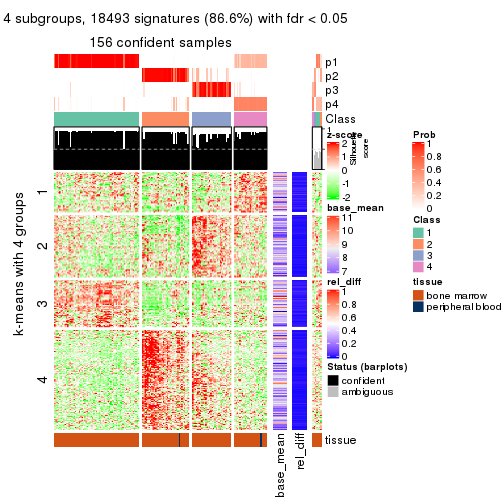 4 subgroups, 18493 signatures (86.6%) with fdr < 0.05
156 confident samples
p1
p2
p3
p4
Class
1
Silhouette
score
z-score
2
1
0
-1
-2
Prob
1
0.8
0.6
0.4
0.2
0
k-means with 4 groups
1
2
3
4
base_mean
11
10
9
8
7
Class
1
2
3
4
rel_diff
1
0.8
0.6
0.4
0.2
0
tissue
bone marrow
peripheral blood
Status (barplots)
confident
ambiguous
tissue
base_mean
rel_diff